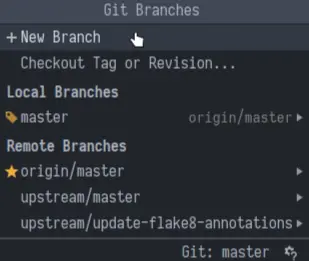 Git Branches
+ New Branch
Checkout Tag or Revision...
Local Branches
master origin/master
Remote Branches
origin/master
upstream/master
upstream/update-flake8-annotations
Git: master